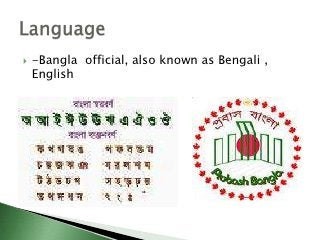 Language
-Bangla official, also known as Bengali ,
English
বাংলা স্বরবর্ণ
অ আ ই ঈ উ ঊ ঋ এ ঐ ও ঔ
বাংলা ব্যঞ্জনবর্ণ
ক খ গ ঘ ঙ
চ ছ জ ঝ ঞ
ট ঠ ড ঢ ণ
ত থ দ ধ ন
প ফ ব ভ ম
য র ল
প্রবাস বাংলা
Probash Bangla